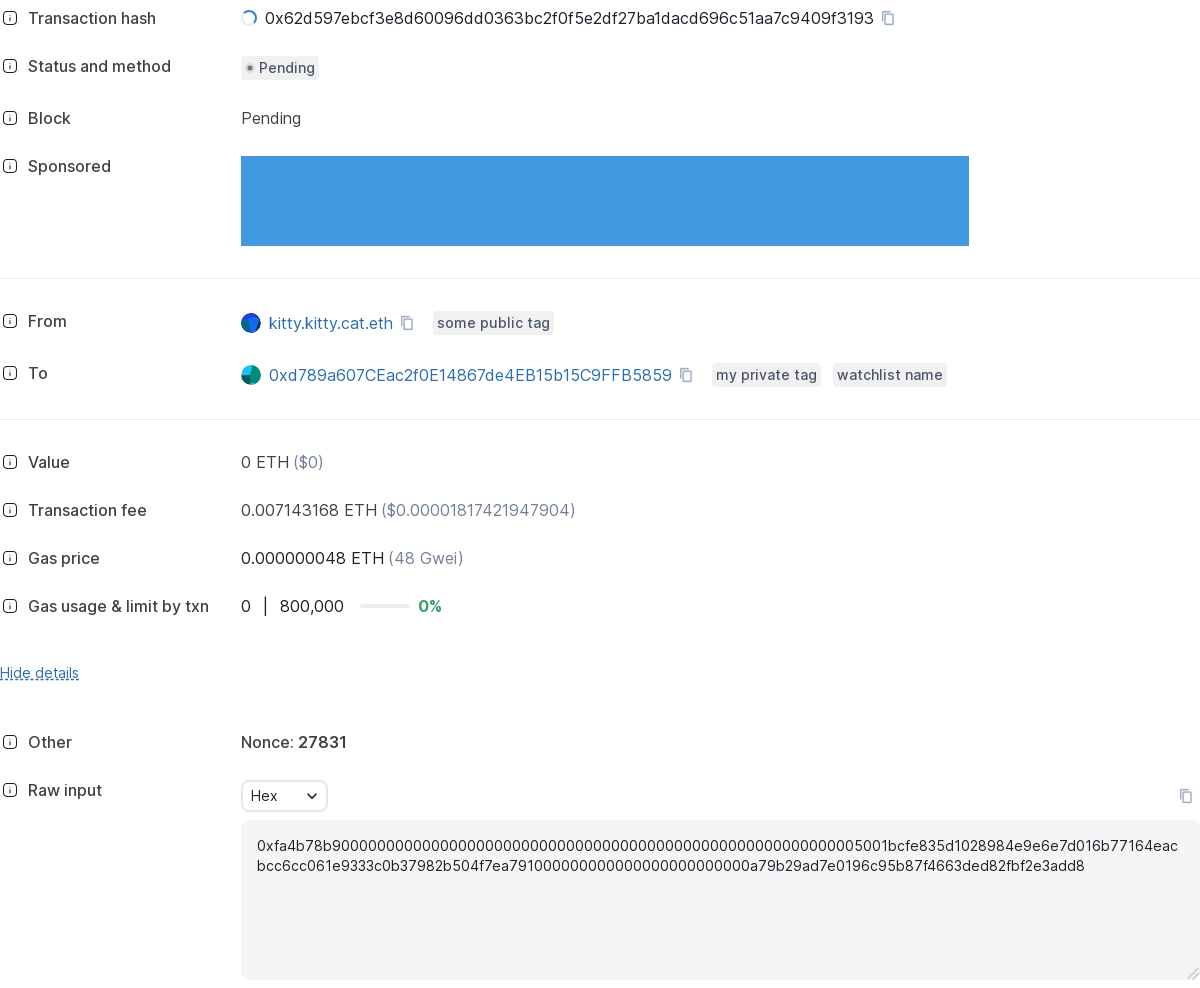 Transaction hash 0x62d597ebcf3e8d60096dd0363bc2f0f5e2df27ba1dacd696c51aa7c9409f3193
Status and method Pending
Block Pending
Sponsored
From kitty.kitty.cat.eth some public tag
To 0xd789a607CEac2f0E14867de4EB15b15C9FFB5859 my private tag watchlist name
Value 0 ETH ($0)
Transaction fee 0.007143168 ETH ($0.00001817421947904)
Gas price 0.000000048 ETH (48 Gwei)
Gas usage & limit by txn 0 | 800,000 0%
Hide details
Other Nonce: 27831
Raw input Hex
0xfa4b78b90000000000000000000000000000000000000000000000000000000005001bcfe835d1028984e9e6e7d016b77164eac
bcc6cc061e9333c0b37982b504f7ea791000000000000000000000000a79b29ad7e0196c95b87f4663ded82fbf2e3add8